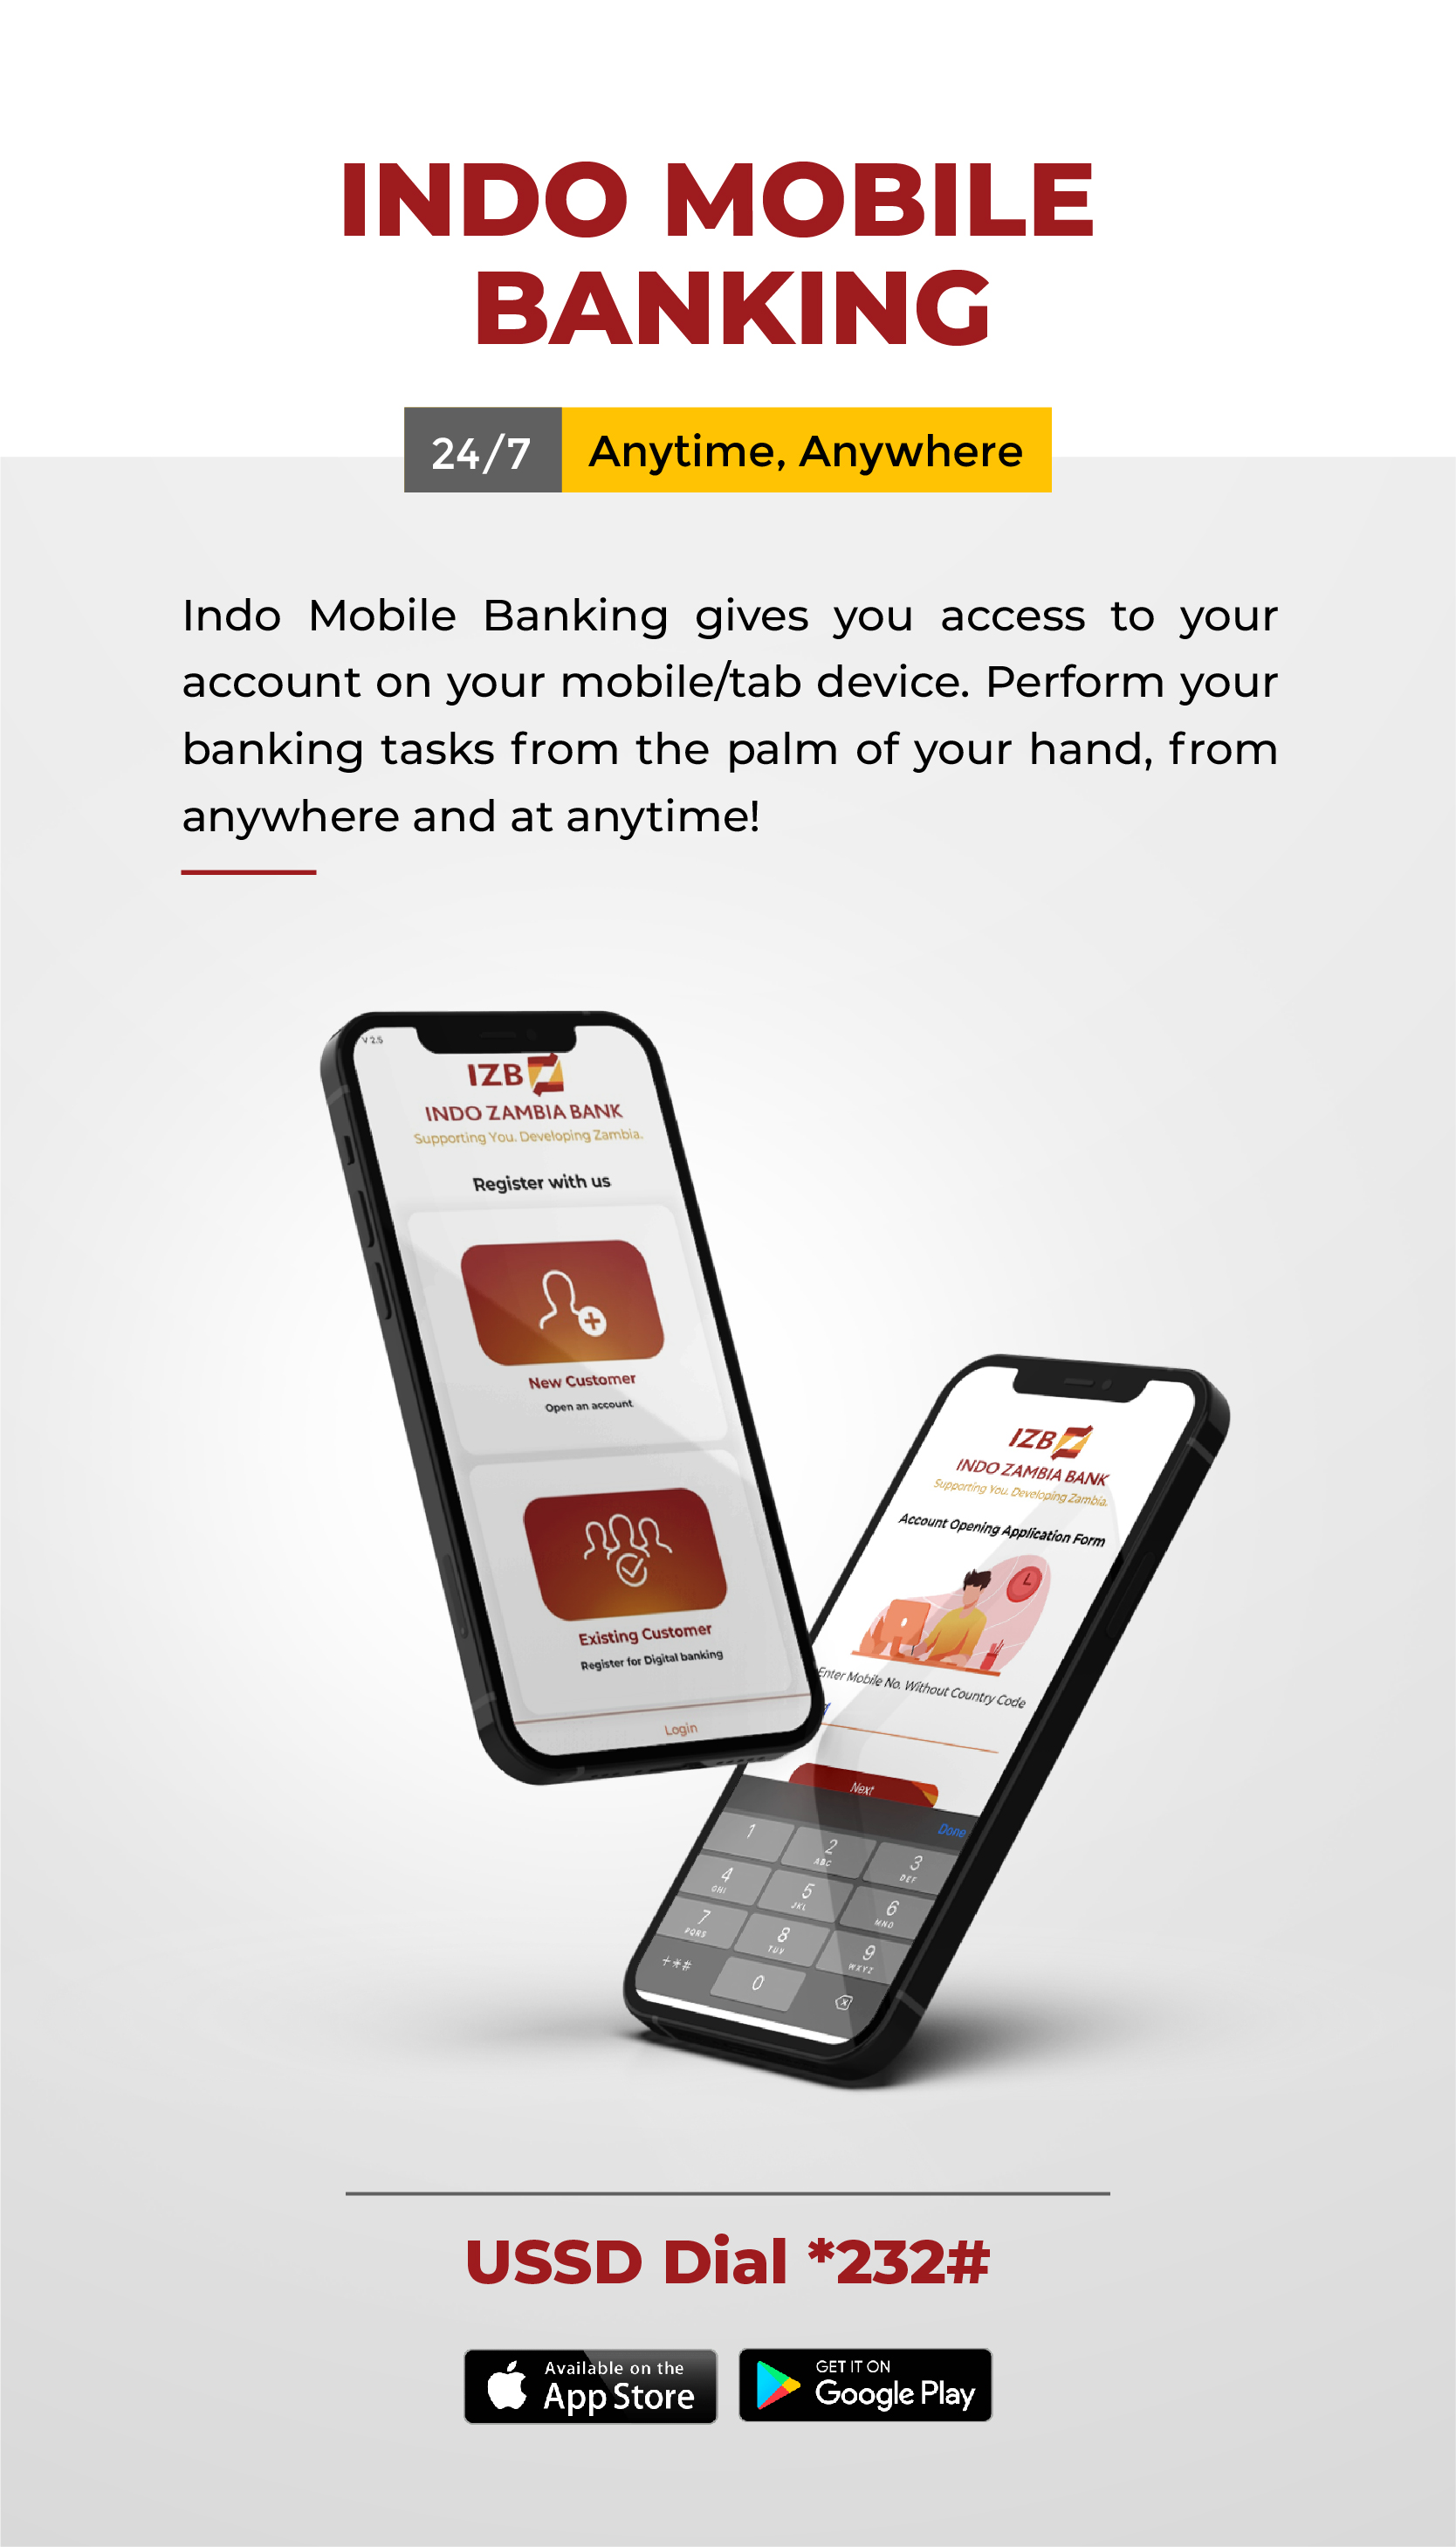 INDO MOBILE
BANKING
24/7 Anytime, Anywhere
Indo Mobile Banking gives you access to your
account on your mobile/tab device. Perform your
banking tasks from the palm of your hand, from
anywhere and at anytime!
V 2.5
IZB
INDO ZAMBIA BANK
Supporting You. Developing Zambia.
Register with us
New Customer
Open an account
Existing Customer
Register for Digital banking
Login
IZB
INDO ZAMBIA BANK
Supporting You. Developing Zambia.
Account Opening Application Form
Enter Mobile No. Without Country Code
Next
Done
1 2 ABC 3 DEF
4 GHI 5 JKL 6 MNO
7 PQRS 8 TUV 9 WXYZ
+*# 0
USSD Dial *232#
Available on the
App Store
GET IT ON
Google Play